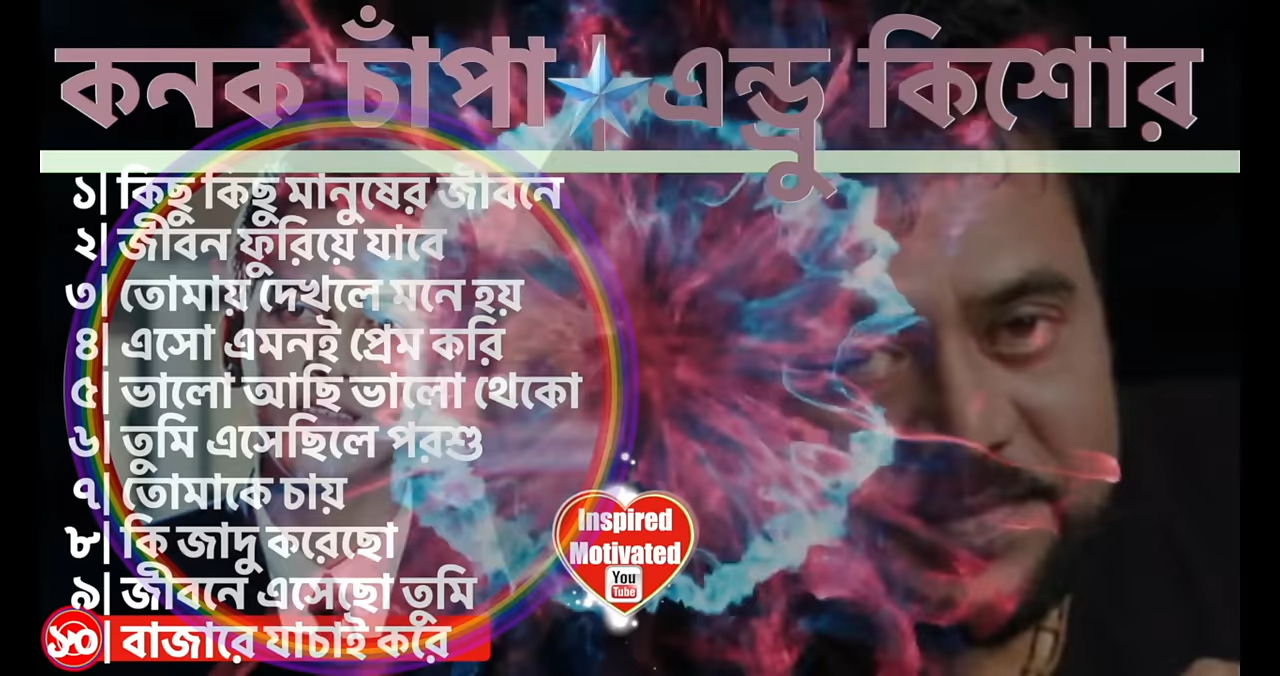 কনক চাঁপা | এন্ড্রু কিশোর
১| কিছু কিছু মানুষের জীবনে
২| জীবন ফুরিয়ে যাবে
৩| তোমায় দেখলে মনে হয়
৪| এসো এমনই প্রেম করি
৫| ভালো আছি ভালো থেকো
৬| তুমি এসেছিলে পরশু
৭| তোমাকে চায়
৮| কি জাদু করেছো
৯| জীবনে এসেছো তুমি
১০| বাজারে যাচাই করে
Inspired
Motivated
You
Tube